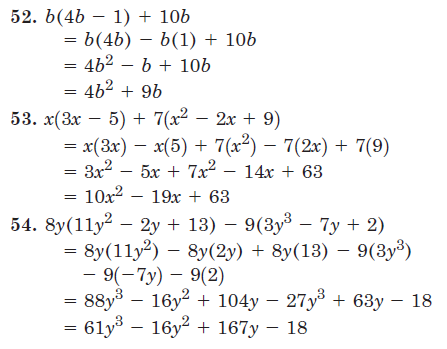 52. b(4b − 1) + 10b
= b(4b) − b(1) + 10b
= 4b² − b + 10b
= 4b² + 9b
53. x(3x − 5) + 7(x² − 2x + 9)
= x(3x) − x(5) + 7(x²) − 7(2x) + 7(9)
= 3x² − 5x + 7x² − 14x + 63
= 10x² − 19x + 63
54. 8y(11y² − 2y + 13) − 9(3y³ − 7y + 2)
= 8y(11y²) − 8y(2y) + 8y(13) − 9(3y³)
− 9(−7y) − 9(2)
= 88y³ − 16y² + 104y − 27y³ + 63y − 18
= 61y³ − 16y² + 167y − 18